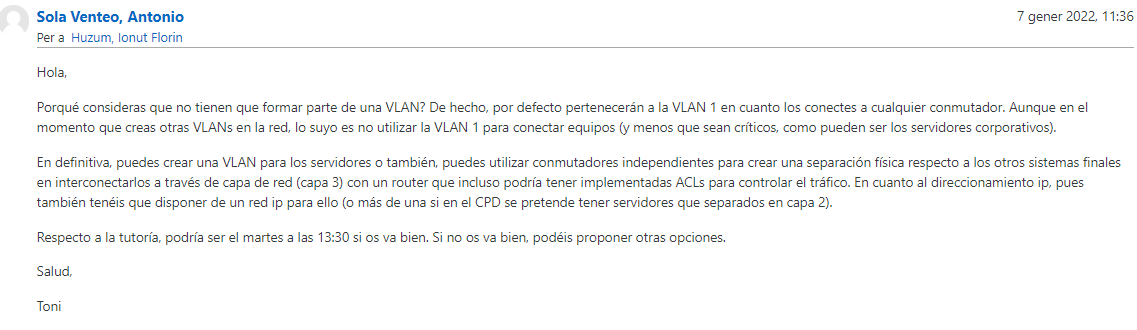 Sola Venteo, Antonio
7 gener 2022, 11:36
Per a Huzum, Ionut Florin
Hola,
Porqué consideras que no tienen que formar parte de una VLAN? De hecho, por defecto pertenecerán a la VLAN 1 en cuanto los conectes a cualquier conmutador. Aunque en el
momento que creas otras VLANs en la red, lo suyo es no utilizar la VLAN 1 para conectar equipos (y menos que sean críticos, como pueden ser los servidores corporativos).
En definitiva, puedes crear una VLAN para los servidores o también, puedes utilizar conmutadores independientes para crear una separación física respecto a los otros sistemas finales
en interconectarlos a través de capa de red (capa 3) con un router que incluso podría tener implementadas ACLs para controlar el tráfico. En cuanto al direccionamiento ip, pues
también tenéis que disponer de un red ip para ello (o más de una si en el CPD se pretende tener servidores que separados en capa 2).
Respecto a la tutoría, podría ser el martes a las 13:30 si os va bien. Si no os va bien, podéis proponer otras opciones.
Salud,
Toni